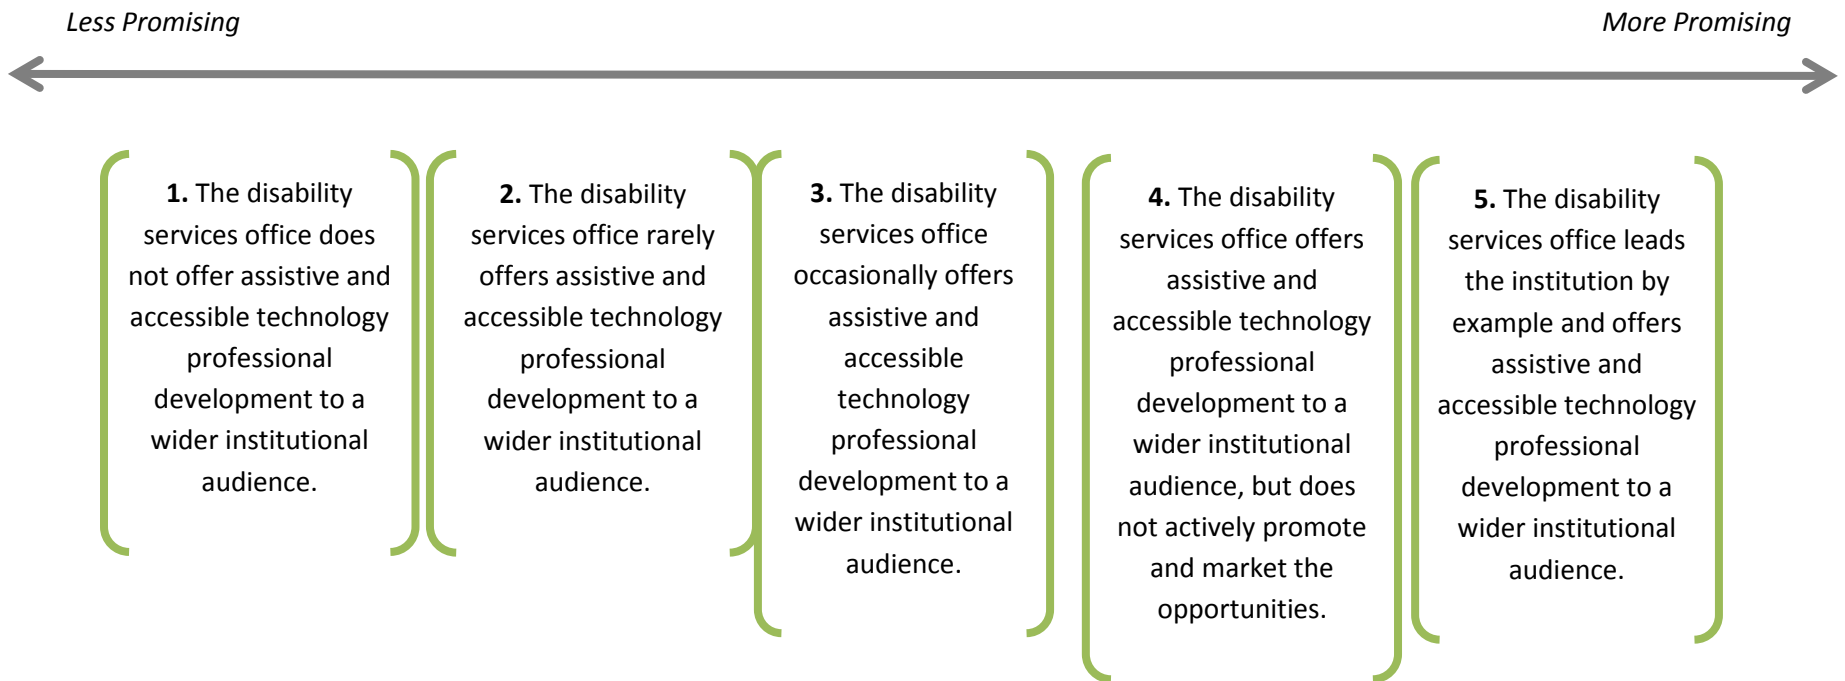 Less Promising
More Promising
1. The disability
services office does
not offer assistive and
accessible technology
professional
development to a
wider institutional
audience.
2. The disability
services office rarely
offers assistive and
accessible technology
professional
development to a
wider institutional
audience.
3. The disability
services office
occasionally offers
assistive and
accessible
technology
professional
development to a
wider institutional
audience.
4. The disability
services office offers
assistive and
accessible technology
professional
development to a
wider institutional
audience, but does
not actively promote
and market the
opportunities.
5. The disability
services office leads
the institution by
example and offers
assistive and
accessible technology
professional
development to a
wider institutional
audience.